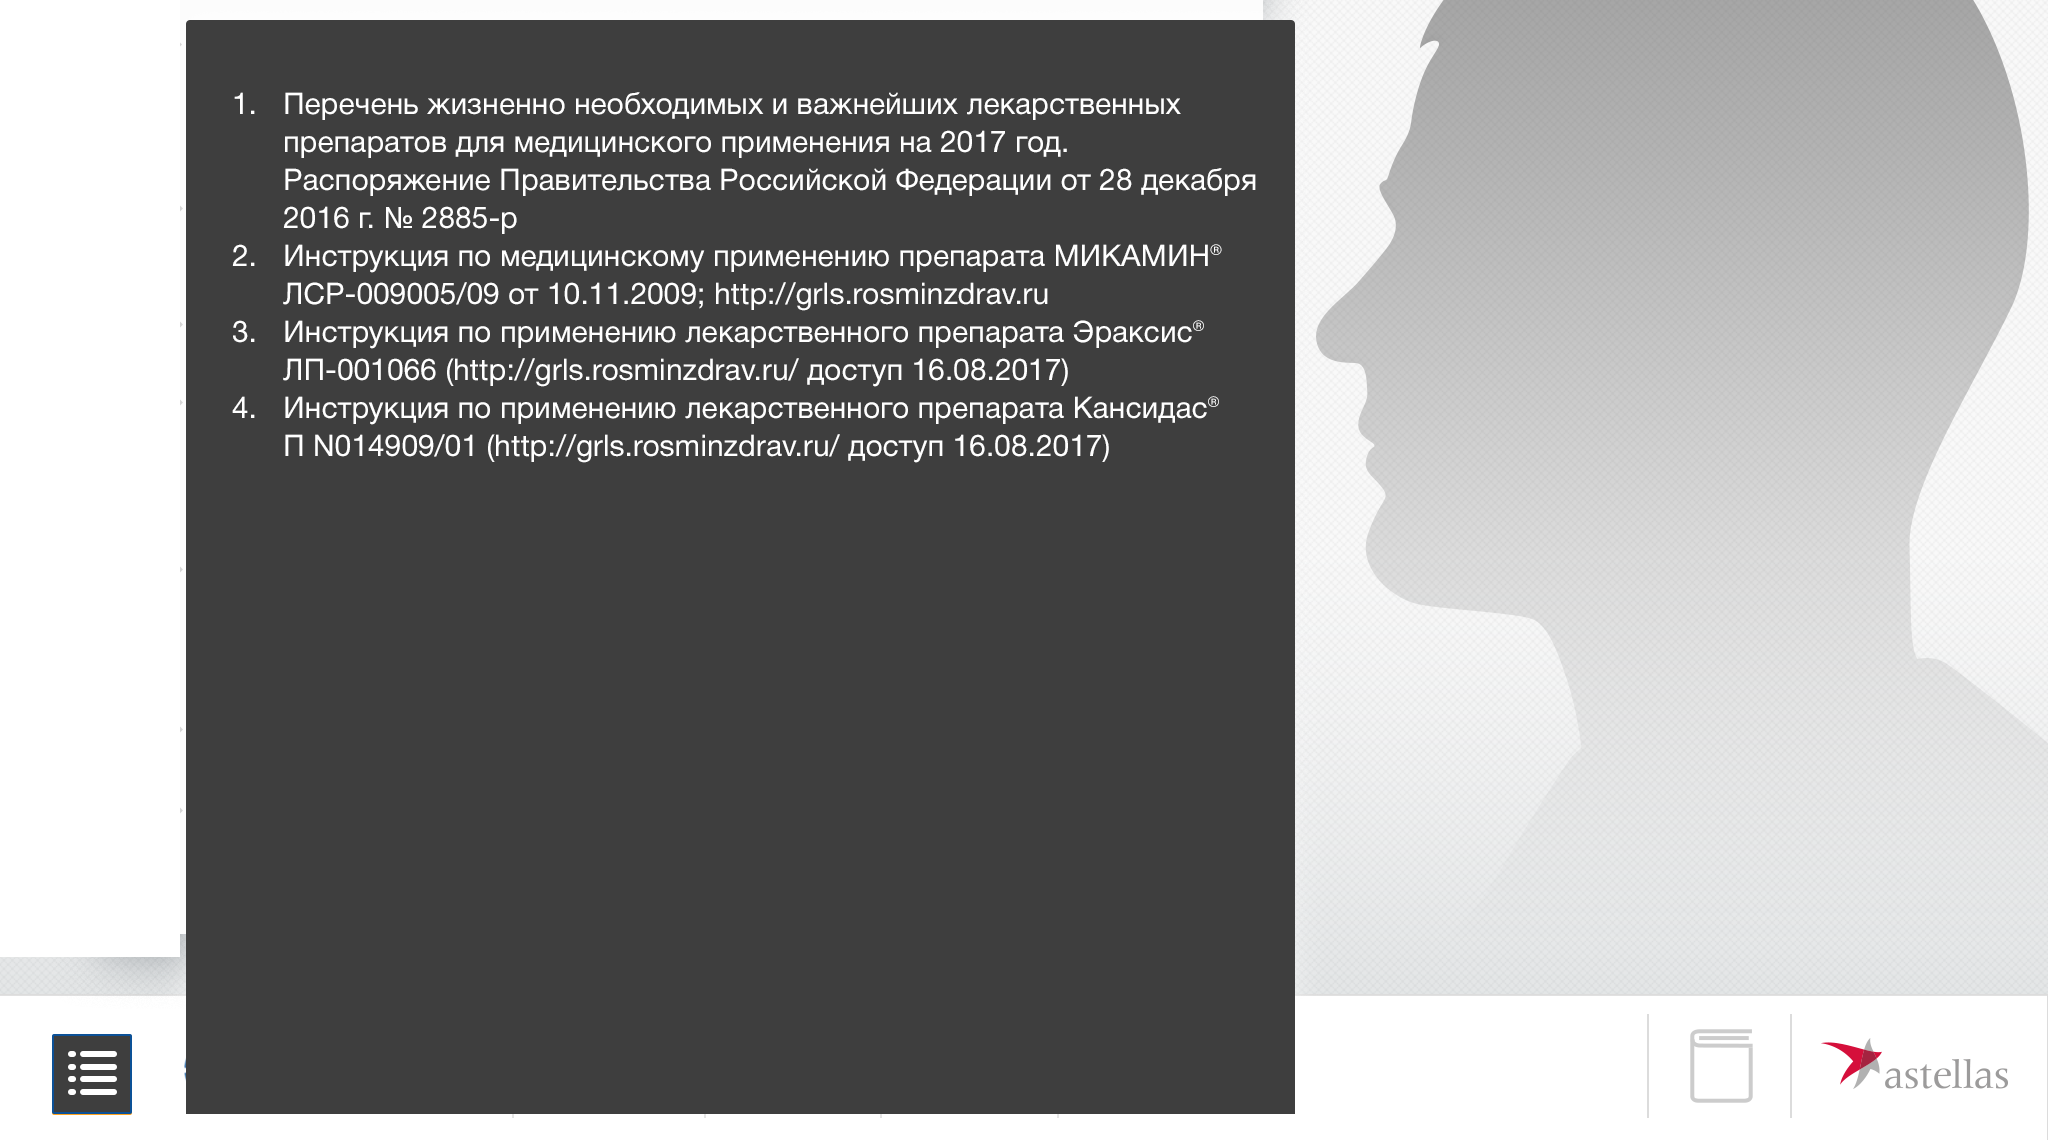 1. Перечень жизненно необходимых и важнейших лекарственных
препаратов для медицинского применения на 2017 год.
Распоряжение Правительства Российской Федерации от 28 декабря
2016 г. № 2885-р
2. Инструкция по медицинскому применению препарата МИКАМИН®
ЛСР-009005/09 от 10.11.2009; http://grls.rosminzdrav.ru
3. Инструкция по применению лекарственного препарата Эраксис®
ЛП-001066 (http://grls.rosminzdrav.ru/ доступ 16.08.2017)
4. Инструкция по применению лекарственного препарата Кансидас®
П N014909/01 (http://grls.rosminzdrav.ru/ доступ 16.08.2017)
astellas